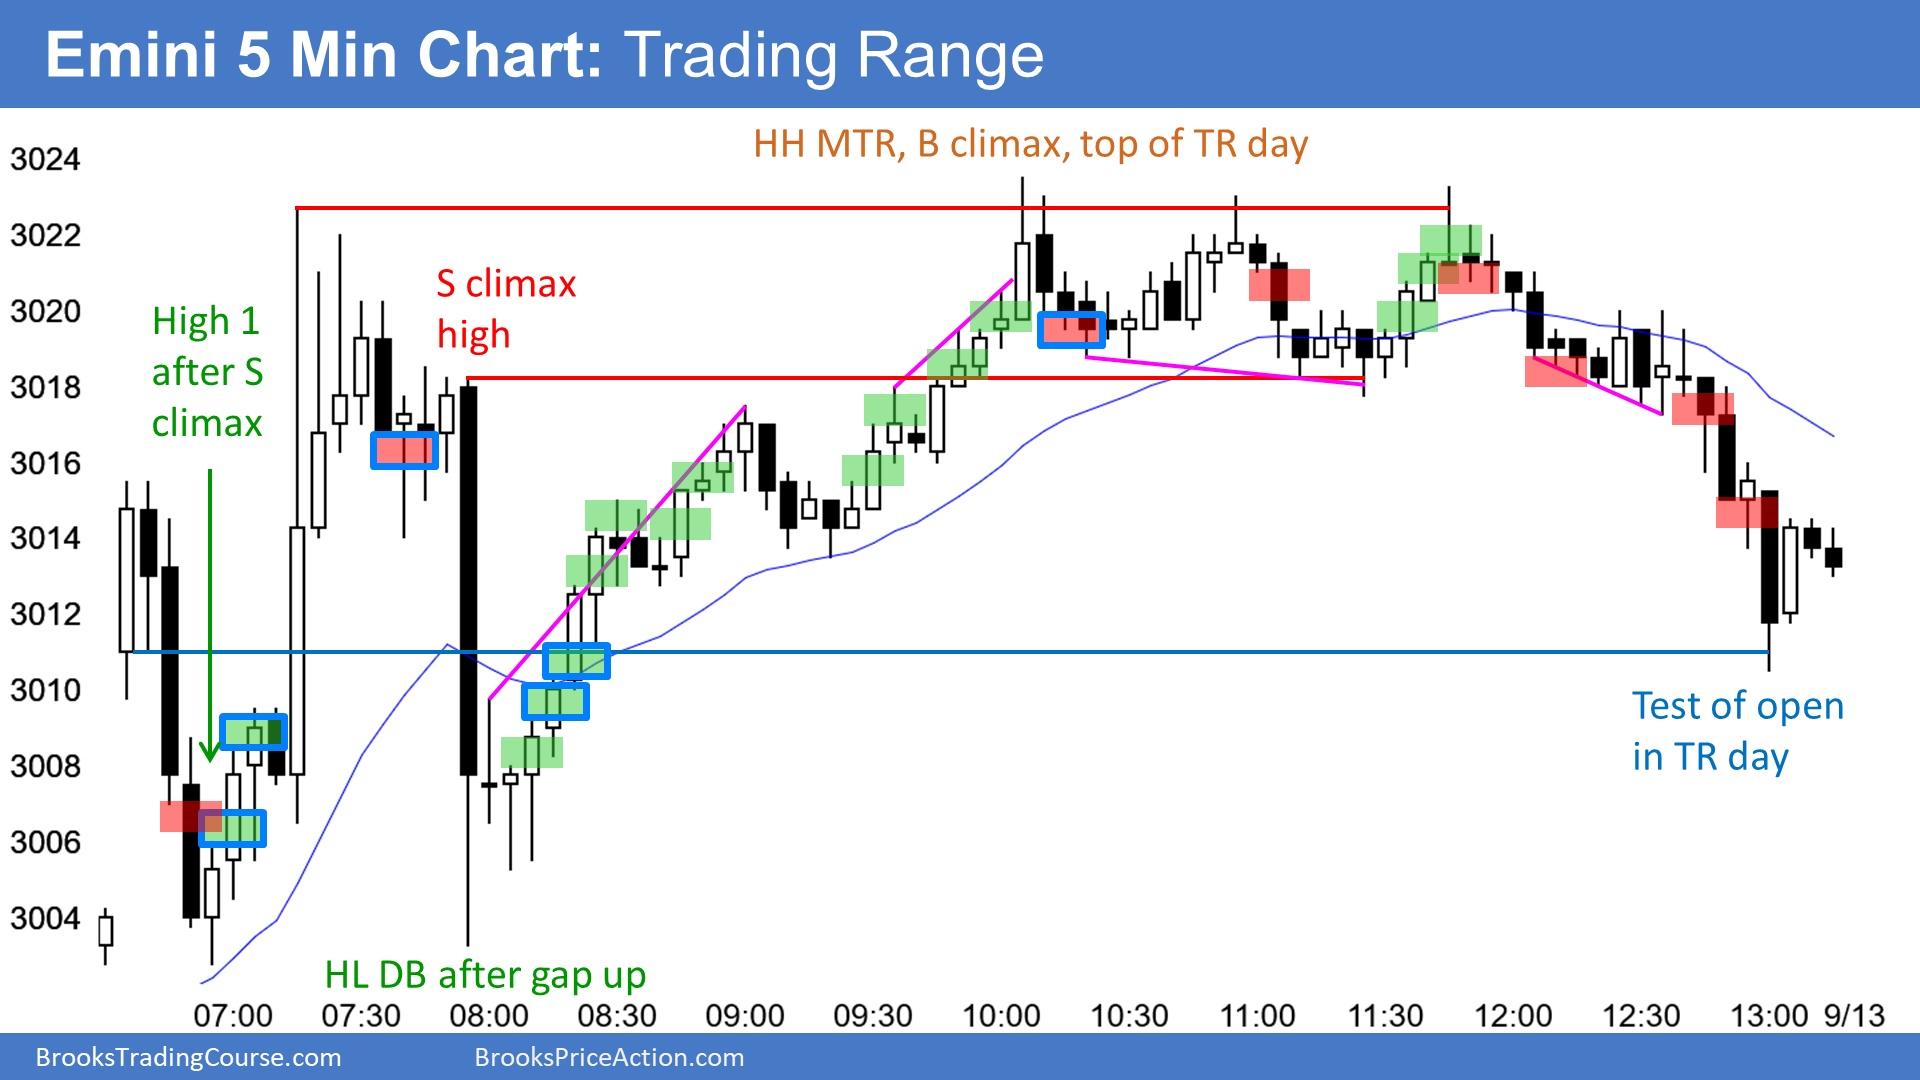 Emini 5 Min Chart: Trading Range
HH MTR, B climax, top of TR day
3024
3022
3020
3018
3016
3014
3012
3010
3008
3006
3004
High 1
after S
climax
S climax
high
Test of open
in TR day
HL DB after gap up
07:00 07:30 08:00 08:30 09:00 09:30 10:00 10:30 11:00 11:30 12:00 12:30 13:00 9/13
BrooksTradingCourse.com BrooksPriceAction.com